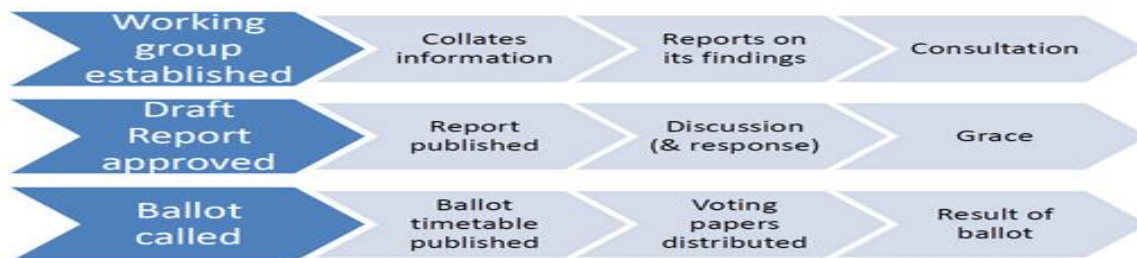 Working
group
established
Collates
information
Reports on
its findings
Consultation
Draft
Report
approved
Report
published
Discussion
(& response)
Grace
Ballot
called
Ballot
timetable
published
Voting
papers
distributed
Result of
ballot